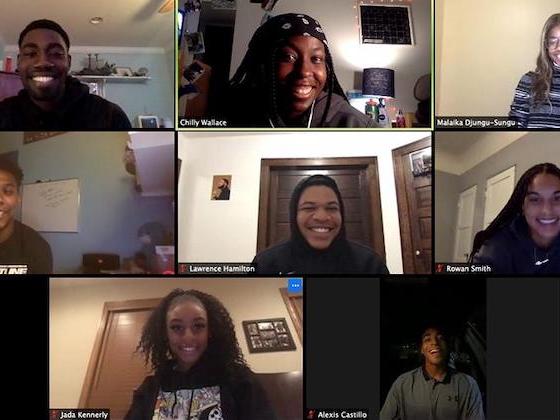 Chilly Wallace
Malaika Djungu-Sungu
Lawrence Hamilton
Rowan Smith
Jada Kennerly
Alexis Castillo